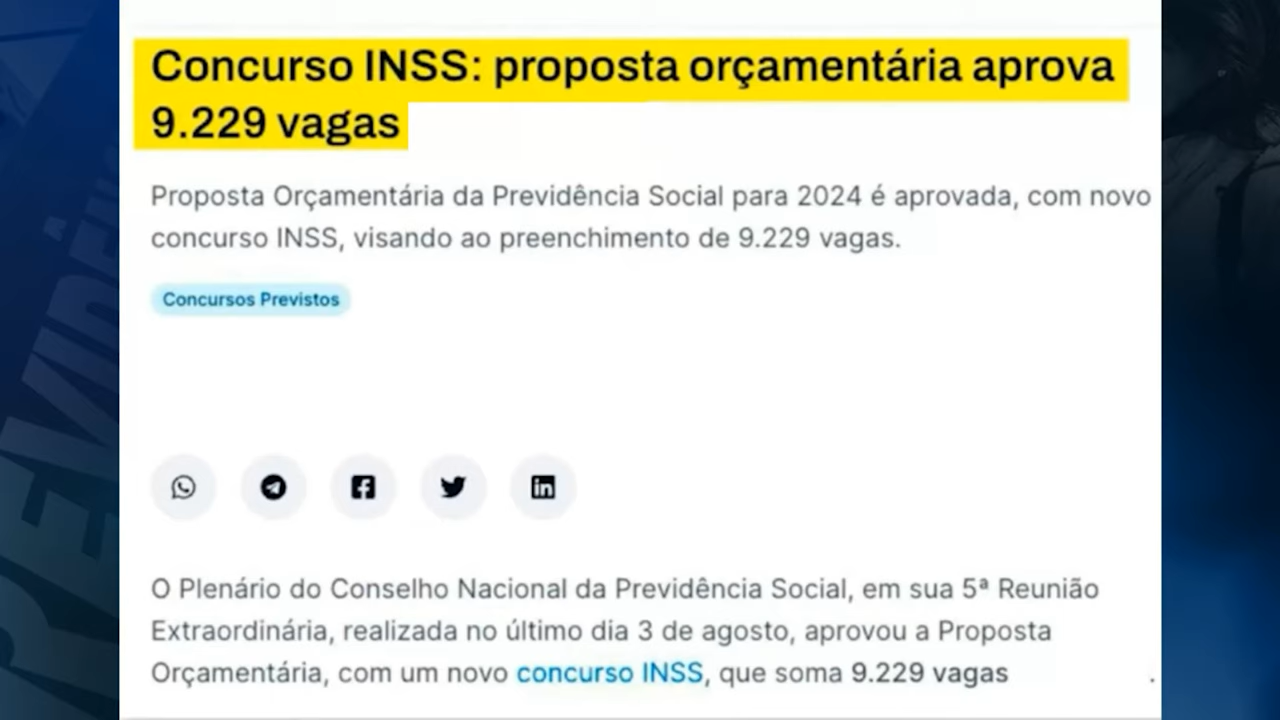 Concurso INSS: proposta orçamentária aprova
9.229 vagas
Proposta Orçamentária da Previdência Social para 2024 é aprovada, com novo
concurso INSS, visando ao preenchimento de 9.229 vagas.
Concursos Previstos
O Plenário do Conselho Nacional da Previdência Social, em sua 5ª Reunião
Extraordinária, realizada no último dia 3 de agosto, aprovou a Proposta
Orçamentária, com um novo concurso INSS, que soma 9.229 vagas .